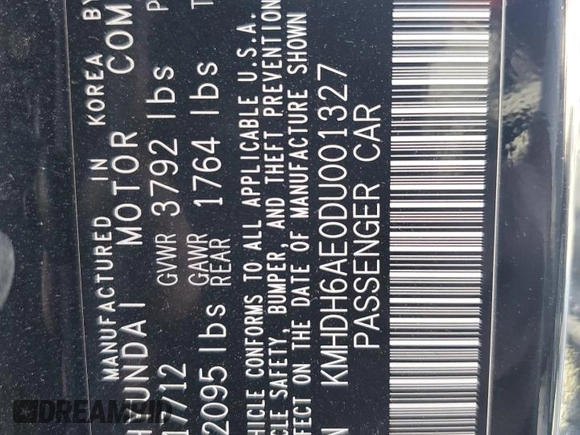 MANUFACTURED IN KOREA BY
HYUNDAI MOTOR COM
/12 GVWR 3792 lbs
2095 lbs GAWR REAR 1764 lbs
HICLE CONFORMS TO ALL APPLICABLE U.S.A.
CLE SAFETY, BUMPER, AND THEFT PREVENTION
FECT ON THE DATE OF MANUFACTURE SHOWN
N KMHDH6AE0DU001327
PASSENGER CAR
DREAMBID